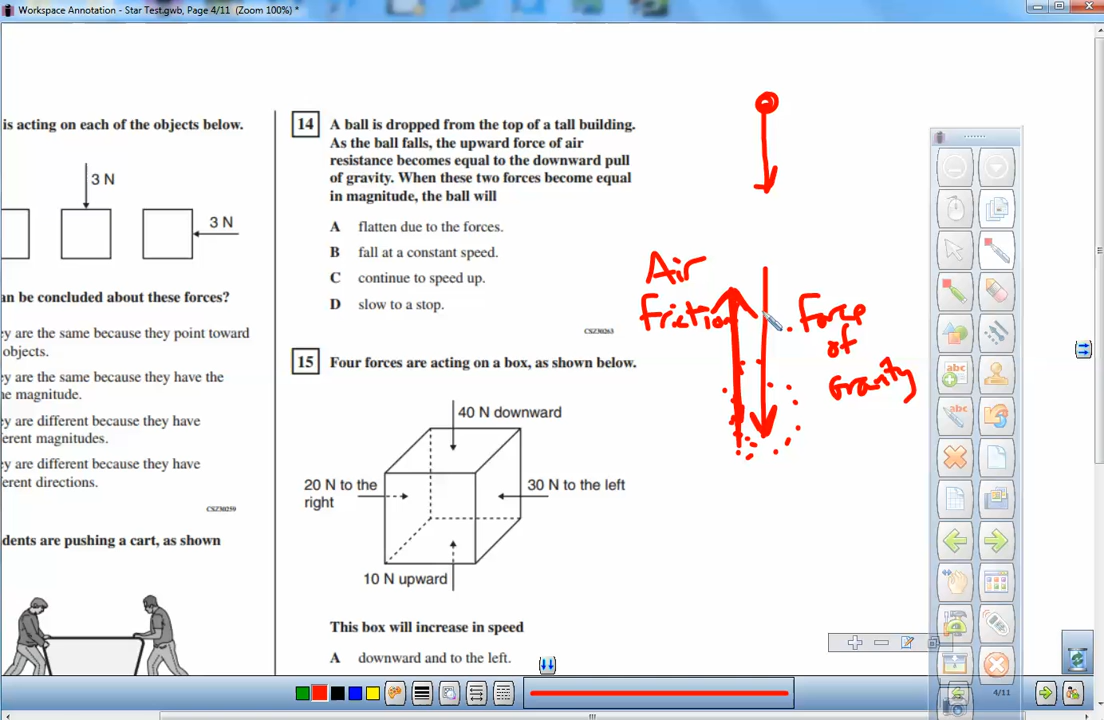 Workspace Annotation - Star Test.gwb, Page 4/11 (Zoom 100%) *
is acting on each of the objects below.
3 N
3 N
an be concluded about these forces?
ey are the same because they point toward
objects.
ey are the same because they have the
e magnitude.
ey are different because they have
erent magnitudes.
ey are different because they have
erent directions.
CSZ30259
dents are pushing a cart, as shown
14 A ball is dropped from the top of a tall building.
As the ball falls, the upward force of air
resistance becomes equal to the downward pull
of gravity. When these two forces become equal
in magnitude, the ball will
A flatten due to the forces.
B fall at a constant speed.
C continue to speed up.
D slow to a stop.
CSZ30263
15 Four forces are acting on a box, as shown below.
40 N downward
20 N to the
right
30 N to the left
10 N upward
This box will increase in speed
A downward and to the left.
Air
Friction
Force
of
Gravity
abc
abc
4/11